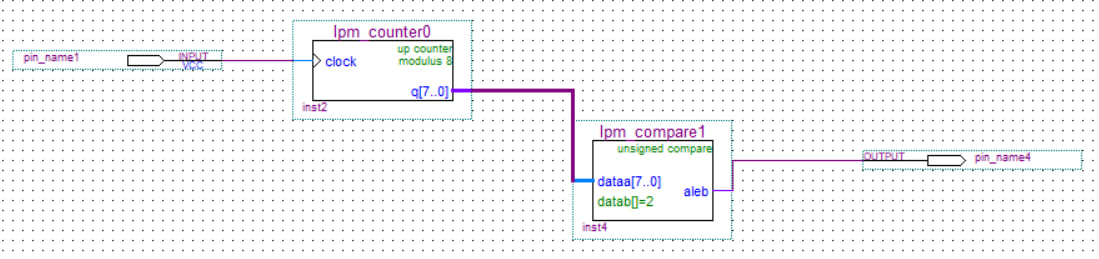 lpm_counter0
up counter
modulus 8
clock
q[7..0]
inst2
pin_name1
INPUT
VCC
lpm_compare1
unsigned compare
dataa[7..0]
datab[]=2
aleb
inst4
OUTPUT
pin_name4